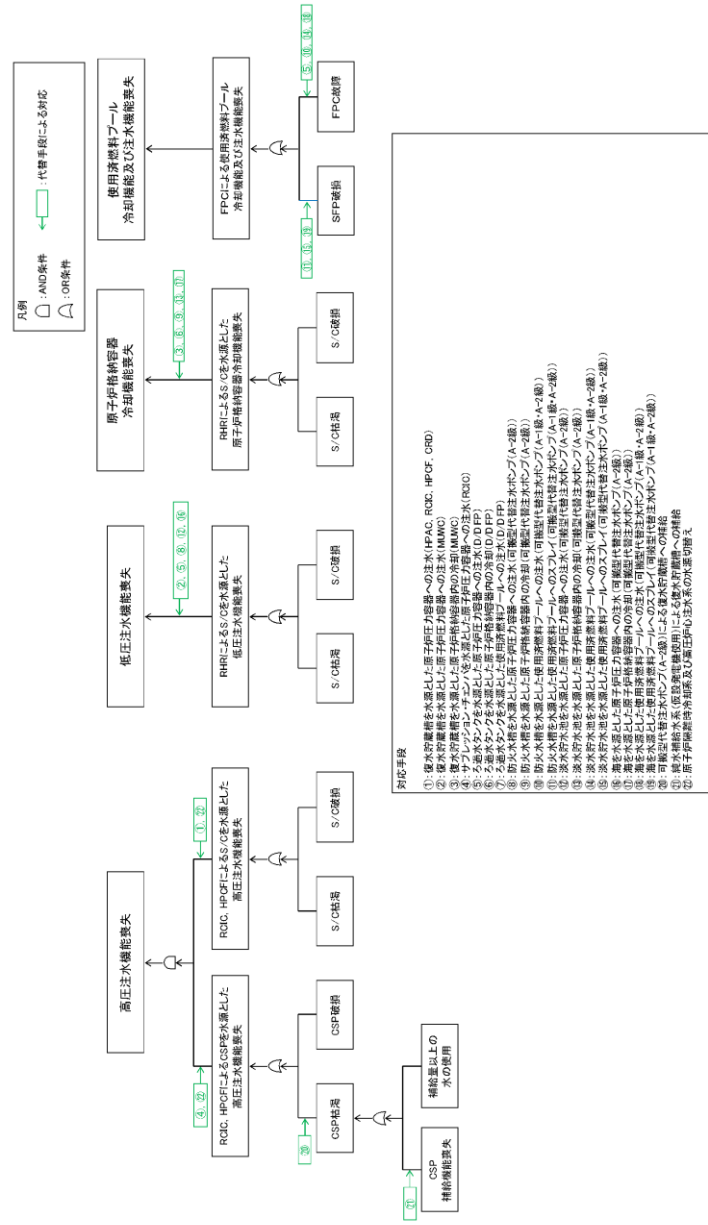 凡例
:AND条件
:OR条件
:代替手段による対応
高圧注水機能喪失
低圧注水機能喪失
原子炉格納容器
冷却機能喪失
使用済燃料プール
冷却機能及び注水機能喪失
④,㉒
①,㉒
②,⑤,⑧,⑫,⑯
③,⑥,⑨,⑬,⑰
RCIC, HPCFによるCSPを水源とした
高圧注水機能喪失
RCIC, HPCFによるS/Cを水源とした
高圧注水機能喪失
RHRによるS/Cを水源とした
低圧注水機能喪失
RHRによるS/Cを水源とした
原子炉格納容器冷却機能喪失
FPCによる使用済燃料プール
冷却機能及び注水機能喪失
⑳
⑪,⑮,⑲
CSP枯渇
CSP破損
S/C枯渇
S/C破損
S/C枯渇
S/C破損
S/C枯渇
S/C破損
SFP破損
FPC故障
㉑
CSP
補給機能喪失
補給量以上の
水の使用
対応手段
①:復水貯蔵槽を水源とした原子炉圧力容器への注水(HPAC, RCIC, HPCF, CRD)
②:復水貯蔵槽を水源とした原子炉圧力容器への注水(MUWC)
③:復水貯蔵槽を水源とした原子炉格納容器内の冷却(MUWC)
④:サプレッション・チェンバを水源とした原子炉圧力容器への注水(RCIC)
⑤:ろ過水タンクを水源とした原子炉圧力容器への注水(D/D FP)
⑥:ろ過水タンクを水源とした原子炉格納容器内の冷却(D/D FP)
⑦:ろ過水タンクを水源とした使用済燃料プールへの注水(D/D FP)
⑧:防火水槽を水源とした原子炉圧力容器への注水(可搬型代替注水ポンプ(A-2級))
⑨:防火水槽を水源とした原子炉格納容器内の冷却(可搬型代替注水ポンプ(A-2級))
⑩:防火水槽を水源とした使用済燃料プールへの注水(可搬型代替注水ポンプ(A-1級・A-2級))
⑪:防火水槽を水源とした使用済燃料プールへのスプレイ(可搬型代替注水ポンプ(A-1級・A-2級))
⑫:淡水貯水池を水源とした原子炉圧力容器への注水(可搬型代替注水ポンプ(A-2級))
⑬:淡水貯水池を水源とした原子炉格納容器内の冷却(可搬型代替注水ポンプ(A-2級))
⑭:淡水貯水池を水源とした使用済燃料プールへの注水(可搬型代替注水ポンプ(A-1級・A-2級))
⑮:淡水貯水池を水源とした使用済燃料プールへのスプレイ(可搬型代替注水ポンプ(A-1級・A-2級))
⑯:海を水源とした原子炉圧力容器への注水(可搬型代替注水ポンプ(A-2級))
⑰:海を水源とした原子炉格納容器内の冷却(可搬型代替注水ポンプ(A-2級))
⑱:海を水源とした使用済燃料プールへの注水(可搬型代替注水ポンプ(A-1級・A-2級))
⑲:海を水源とした使用済燃料プールへのスプレイ(可搬型代替注水ポンプ(A-1級・A-2級))
⑳:可搬型代替注水ポンプ(A-2級)による復水貯蔵槽への補給
㉑:純水補給水系(仮設発電機使用)による復水貯蔵槽への補給
㉒:原子炉隔離時冷却系及び高圧炉心注水系の水源切替え